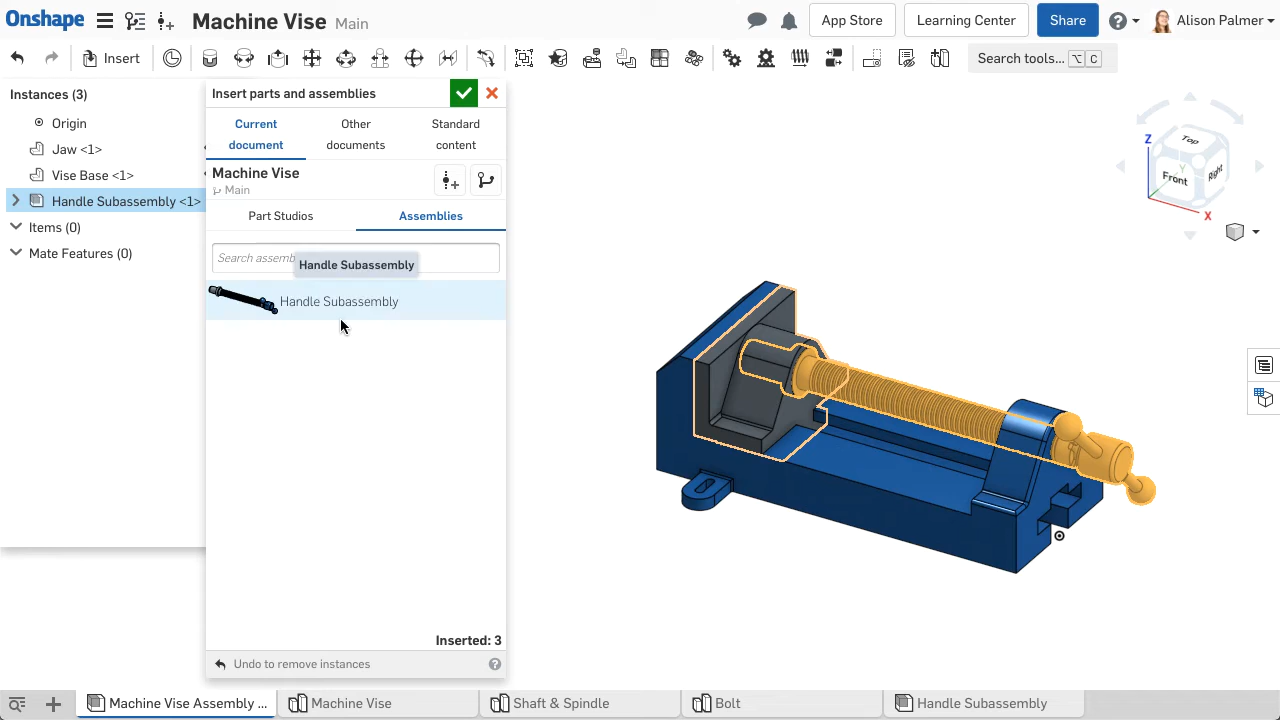 Onshape
Machine Vise Main
App Store
Learning Center
Share
Alison Palmer
Insert
Search tools... ⌥ C
Instances (3)
Origin
Jaw <1>
Vise Base <1>
Handle Subassembly <1>
Items (0)
Mate Features (0)
Insert parts and assemblies
Current
document
Other
documents
Standard
content
Machine Vise
Main
Part Studios
Assemblies
Search assemb
Handle Subassembly
Handle Subassembly
Inserted: 3
Undo to remove instances
Z
Top
Y
Front
Right
X
Machine Vise Assembly ...
Machine Vise
Shaft & Spindle
Bolt
Handle Subassembly